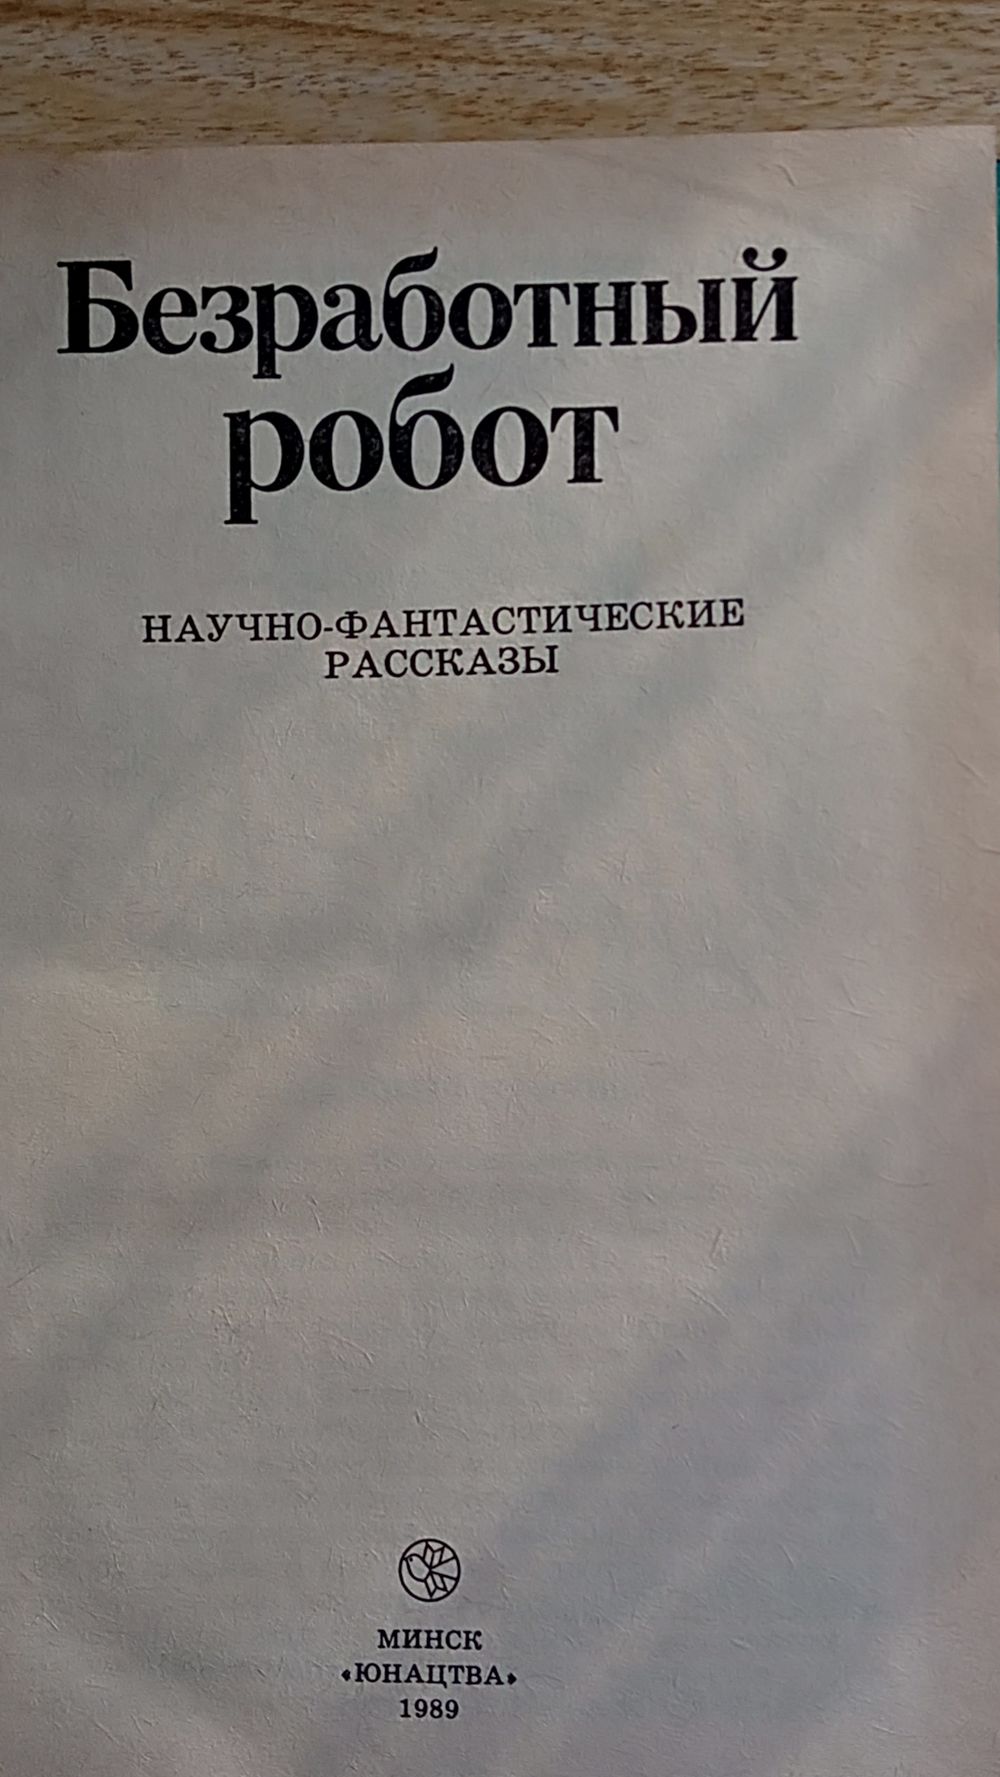 Безработный
робот
НАУЧНО-ФАНТАСТИЧЕСКИЕ
РАССКАЗЫ
МИНСК
«ЮНАЦТВА»
1989